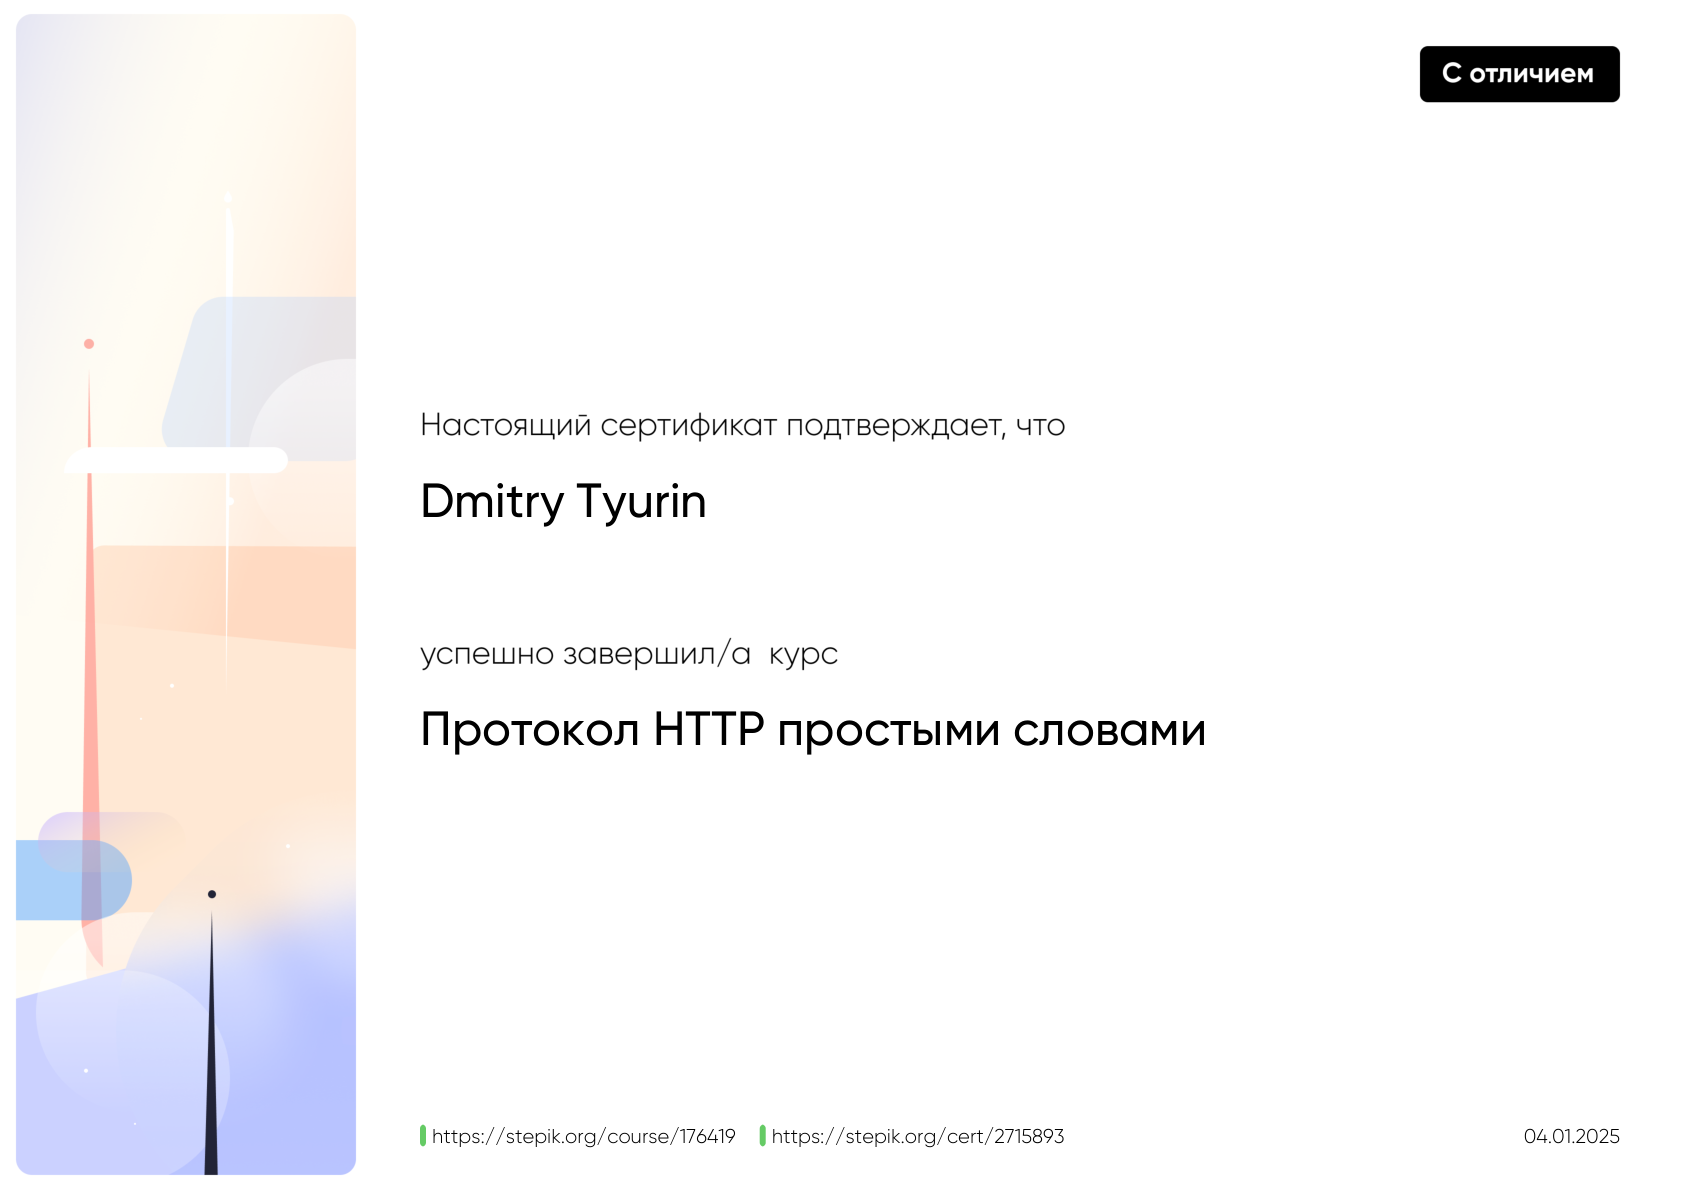 С отличием
Настоящий сертификат подтверждает, что
Dmitry Tyurin
успешно завершил/а курс
Протокол HTTP простыми словами
https://stepik.org/course/176419 https://stepik.org/cert/2715893 04.01.2025